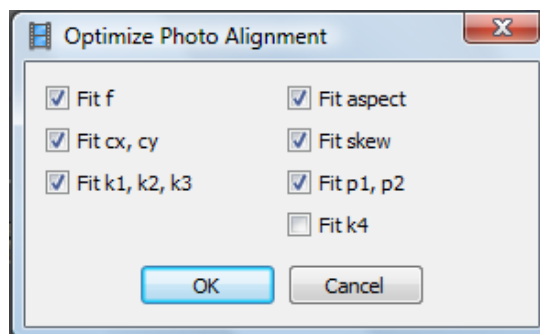 Optimize Photo Alignment
Fit f
Fit aspect
Fit cx, cy
Fit skew
Fit k1, k2, k3
Fit p1, p2
Fit k4
OK
Cancel